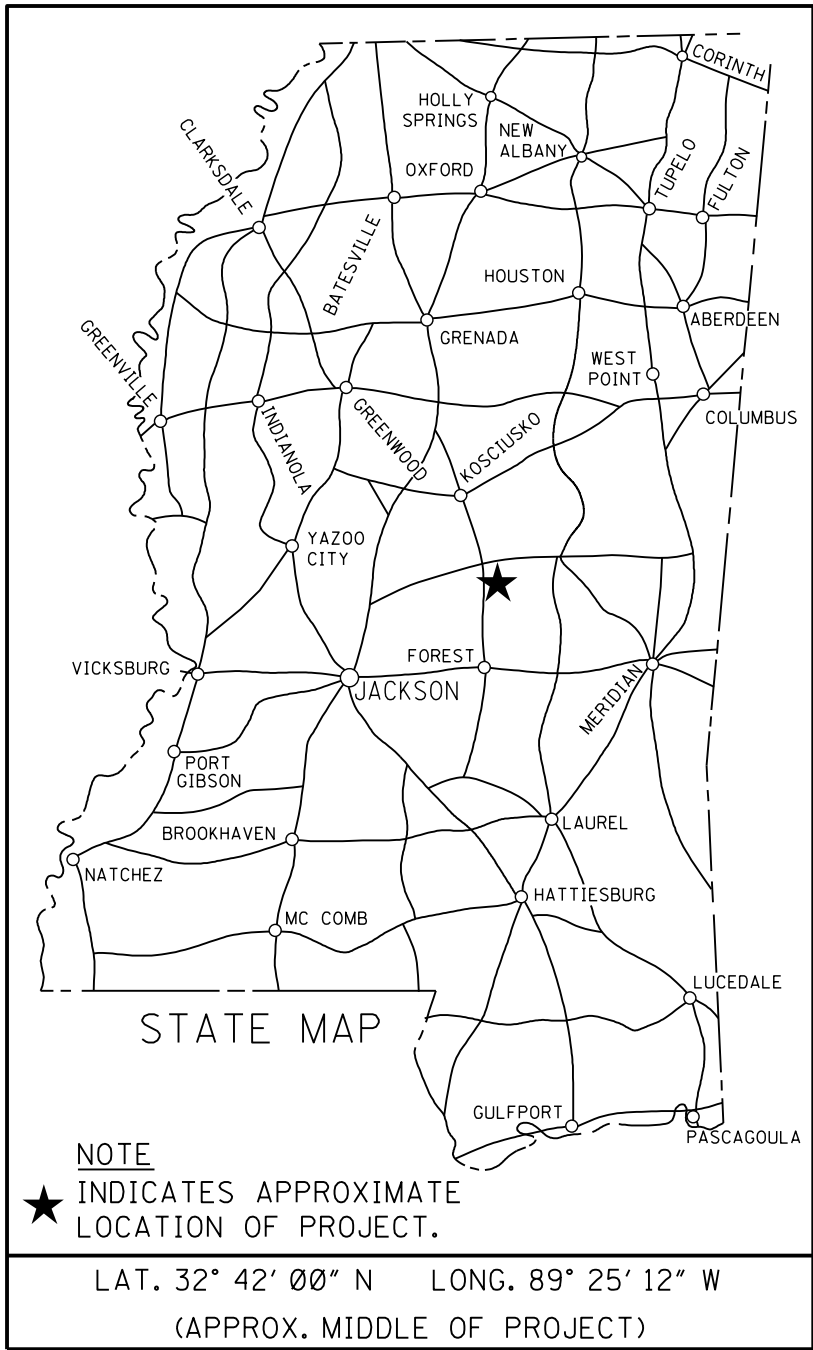 CORINTH
HOLLY
SPRINGS
NEW
ALBANY
CLARKSDALE
OXFORD
TUPELO
FULTON
BATESVILLE
HOUSTON
ABERDEEN
GRENADA
GREENVILLE
WEST
POINT
COLUMBUS
INDIANOLA
GREENWOOD
KOSCIUSKO
YAZOO
CITY
VICKSBURG
FOREST
JACKSON
MERIDIAN
PORT
GIBSON
BROOKHAVEN
LAUREL
NATCHEZ
HATTIESBURG
MC COMB
LUCEDALE
STATE MAP
GULFPORT
PASCAGOULA
NOTE
INDICATES APPROXIMATE
LOCATION OF PROJECT.
LAT. 32° 42' 00" N LONG. 89° 25' 12" W
(APPROX. MIDDLE OF PROJECT)